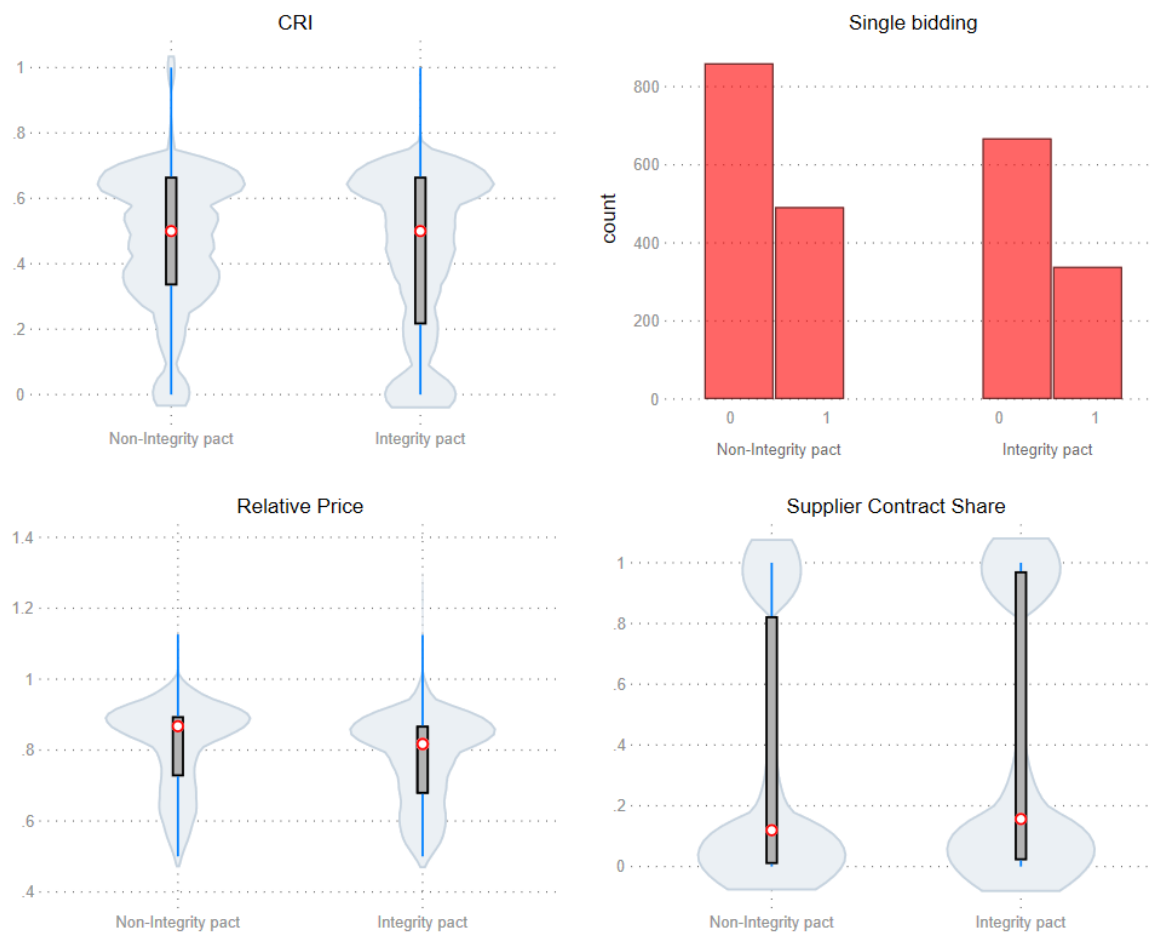 CRI
1
.8
.6
.4
.2
0
Non-Integrity pact
Integrity pact
Single bidding
count
800
600
400
200
0
0
1
0
1
Non-Integrity pact
Integrity pact
Relative Price
1.4
1.2
1
.8
.6
.4
Non-Integrity pact
Integrity pact
Supplier Contract Share
1
.8
.6
.4
.2
0
Non-Integrity pact
Integrity pact